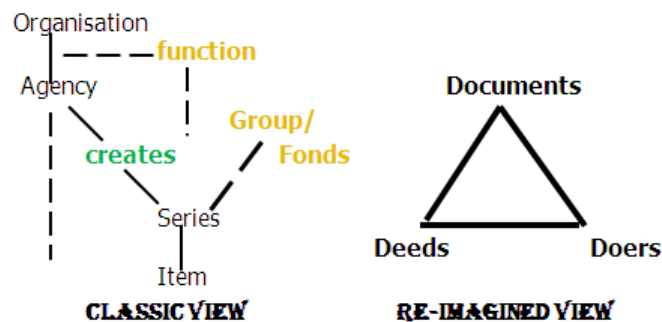 Organisation
function
Agency
Group/
Fonds
creates
Series
Item
CLASSIC VIEW
Documents
Deeds
Doers
RE-IMAGINED VIEW